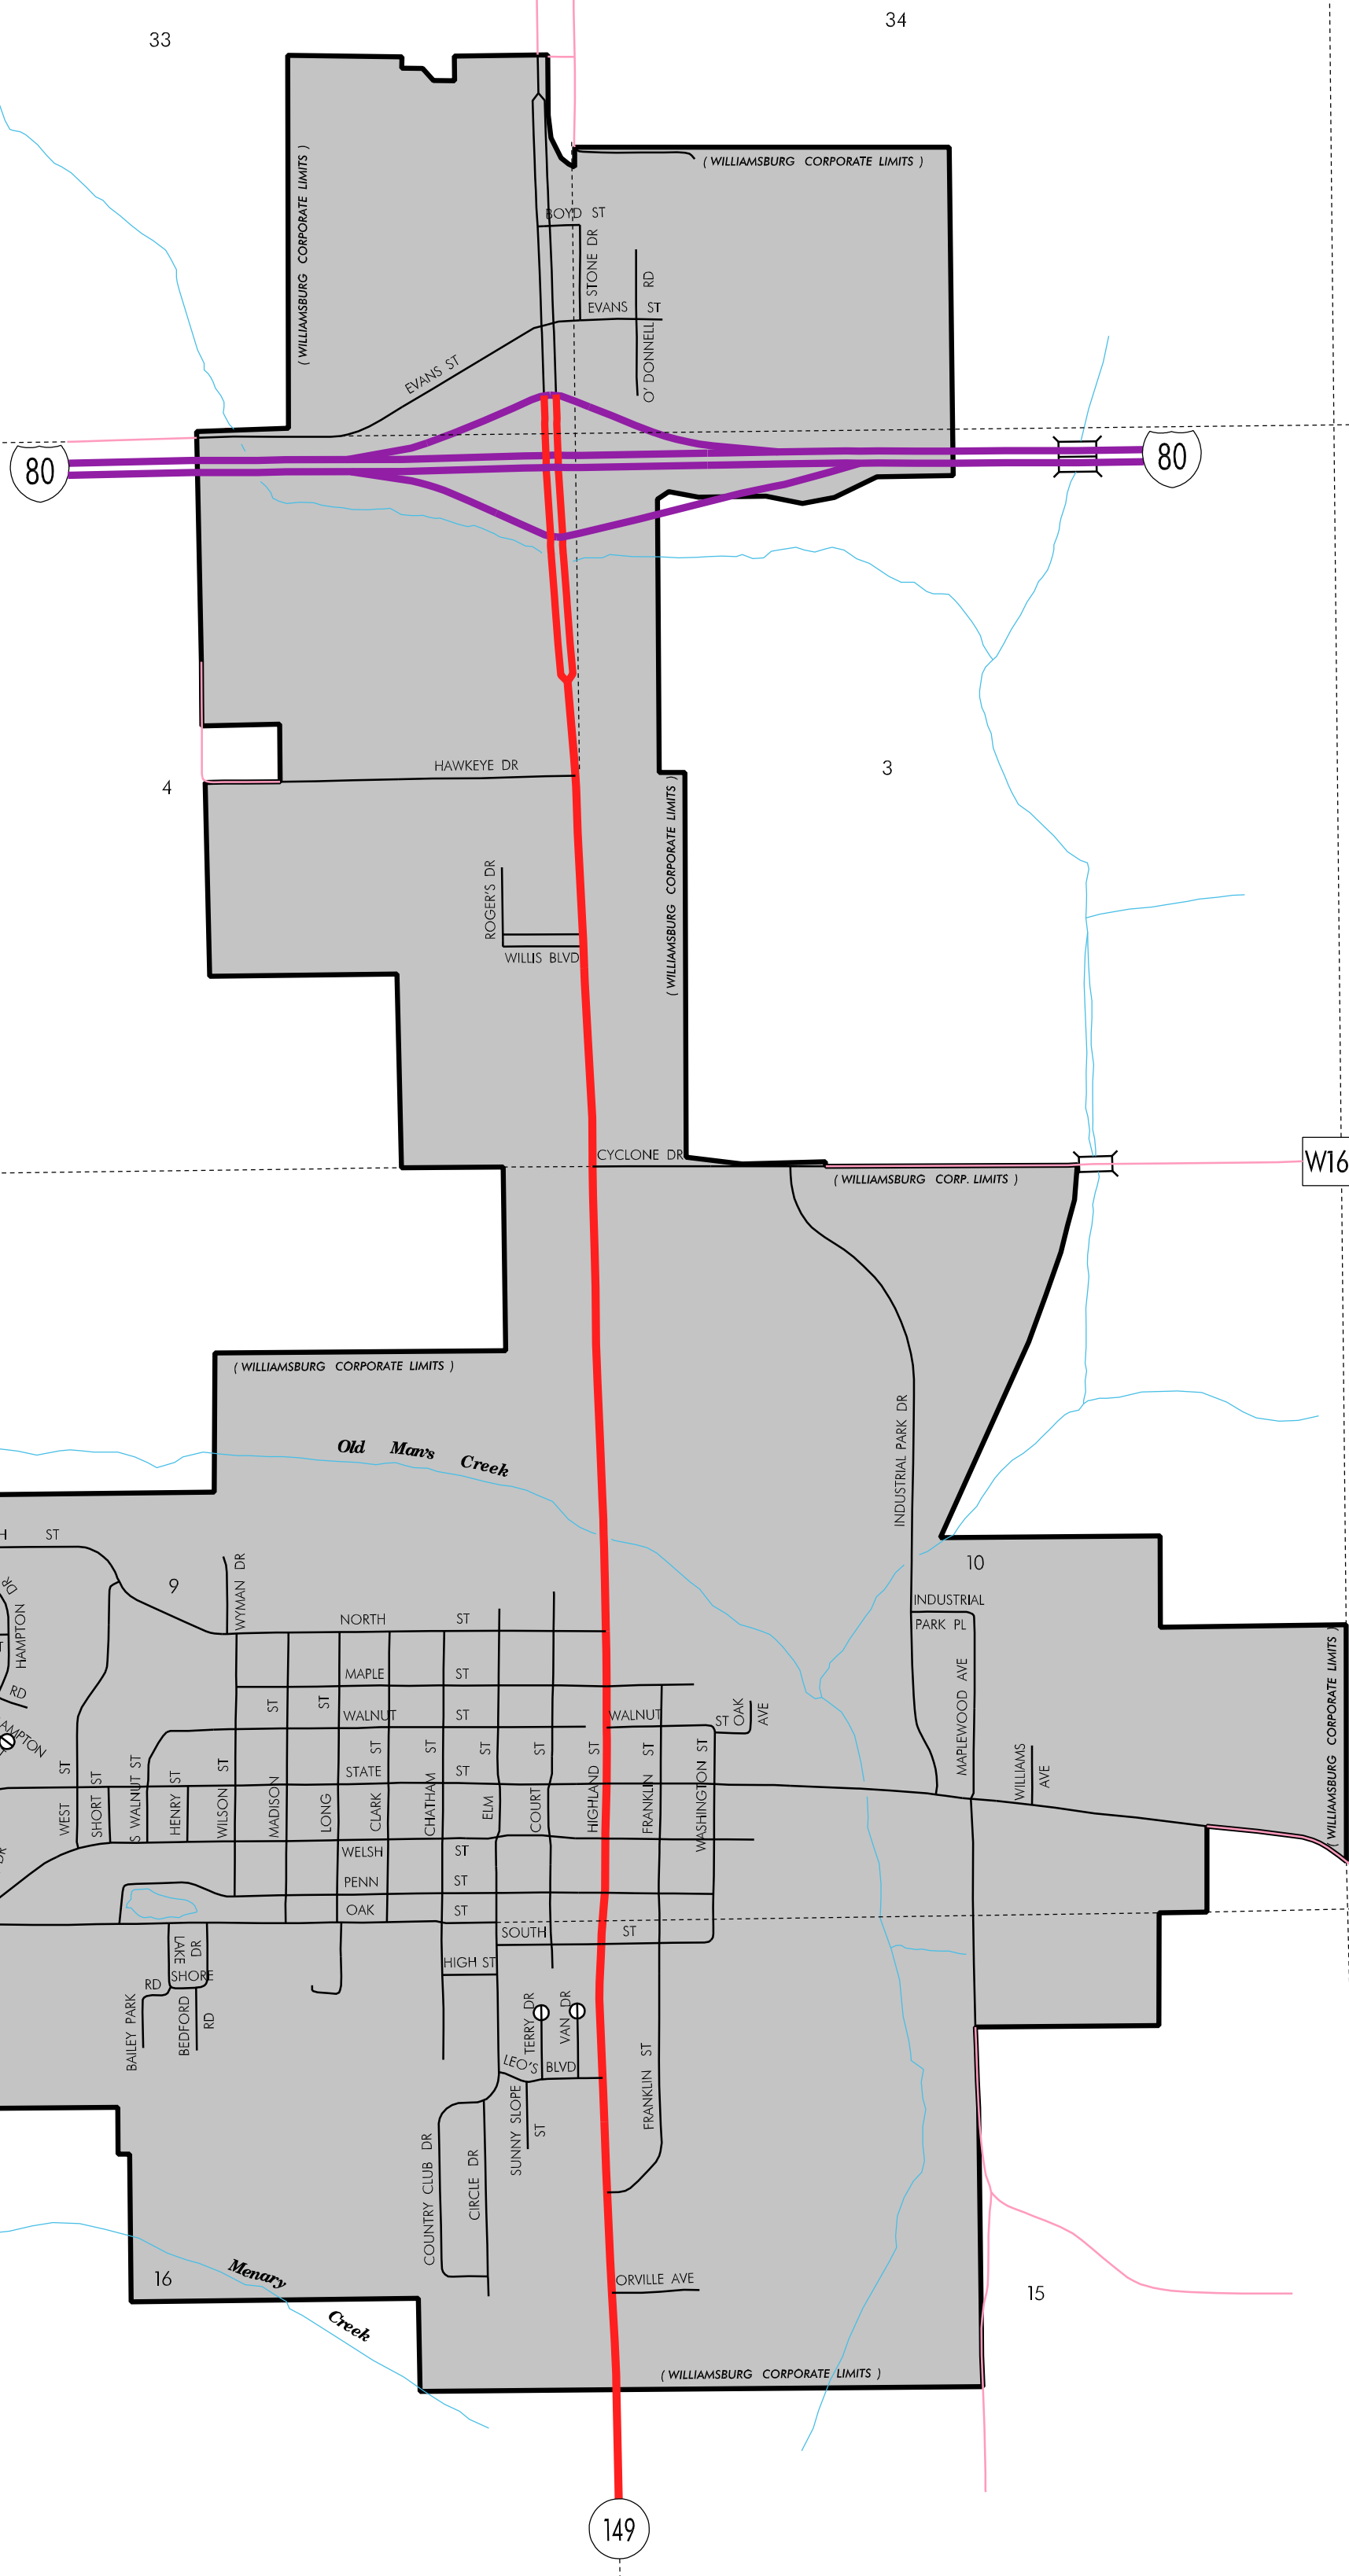 33
34
( WILLIAMSBURG CORPORATE LIMITS )
( WILLIAMSBURG CORPORATE LIMITS )
BOYD ST
STONE DR
O' DONNELL RD
EVANS ST
EVANS ST
80
80
4
3
HAWKEYE DR
( WILLIAMSBURG CORPORATE LIMITS )
ROGER'S DR
WILLIS BLVD
CYCLONE DR
W16
( WILLIAMSBURG CORP. LIMITS )
( WILLIAMSBURG CORPORATE LIMITS )
INDUSTRIAL PARK DR
Old Man's Creek
H ST
9
10
WYMAN DR
DR
HAMPTON
RD
AMPTON
NORTH ST
INDUSTRIAL
PARK PL
MAPLEWOOD AVE
( WILLIAMSBURG CORPORATE LIMITS )
MAPLE ST
WALNUT ST
WALNUT ST
OAK AVE
STATE ST
WILLIAMS AVE
WEST ST
SHORT ST
S WALNUT ST
HENRY ST
WILSON ST
MADISON ST
LONG ST
CLARK ST
CHATHAM ST
ELM ST
COURT ST
HIGHLAND ST
FRANKLIN ST
WASHINGTON ST
WELSH ST
PENN ST
OAK ST
SOUTH ST
HIGH ST
LAKE SHORE DR
BAILEY PARK RD
BEDFORD RD
TERRY DR
VAN DR
LEO'S BLVD
SUNNY SLOPE ST
FRANKLIN ST
COUNTRY CLUB DR
CIRCLE DR
ORVILLE AVE
16
15
Menary Creek
( WILLIAMSBURG CORPORATE LIMITS )
149